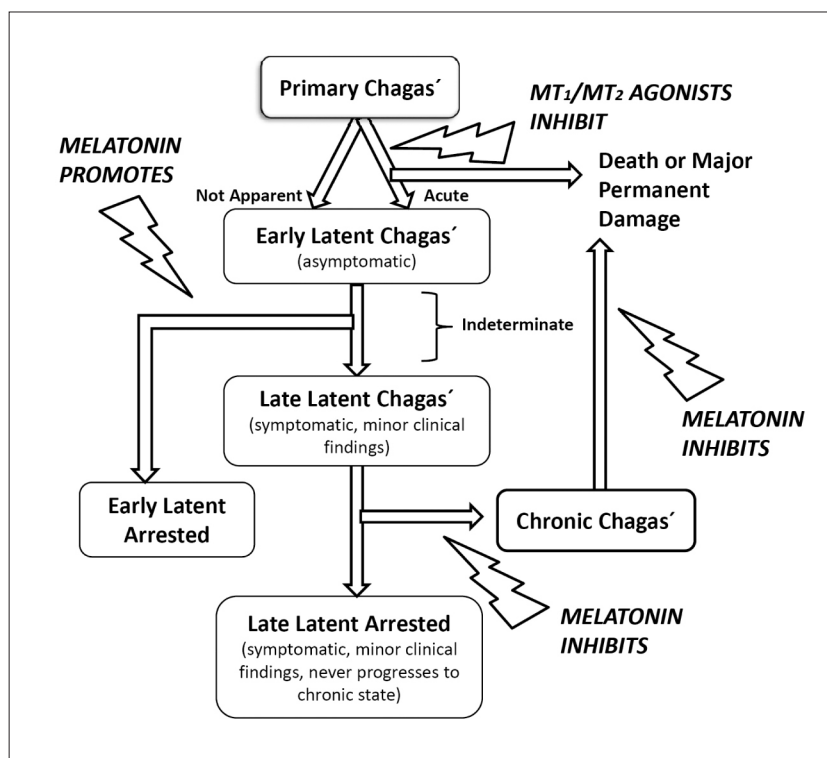 Primary Chagas´
MT1/MT2 AGONISTS
INHIBIT
MELATONIN
PROMOTES
Death or Major
Permanent
Damage
Not Apparent
Acute
Early Latent Chagas´
(asymptomatic)
Indeterminate
Late Latent Chagas´
(symptomatic, minor clinical
findings)
MELATONIN
INHIBITS
Early Latent
Arrested
Chronic Chagas´
Late Latent Arrested
(symptomatic, minor clinical
findings, never progresses to
chronic state)
MELATONIN
INHIBITS